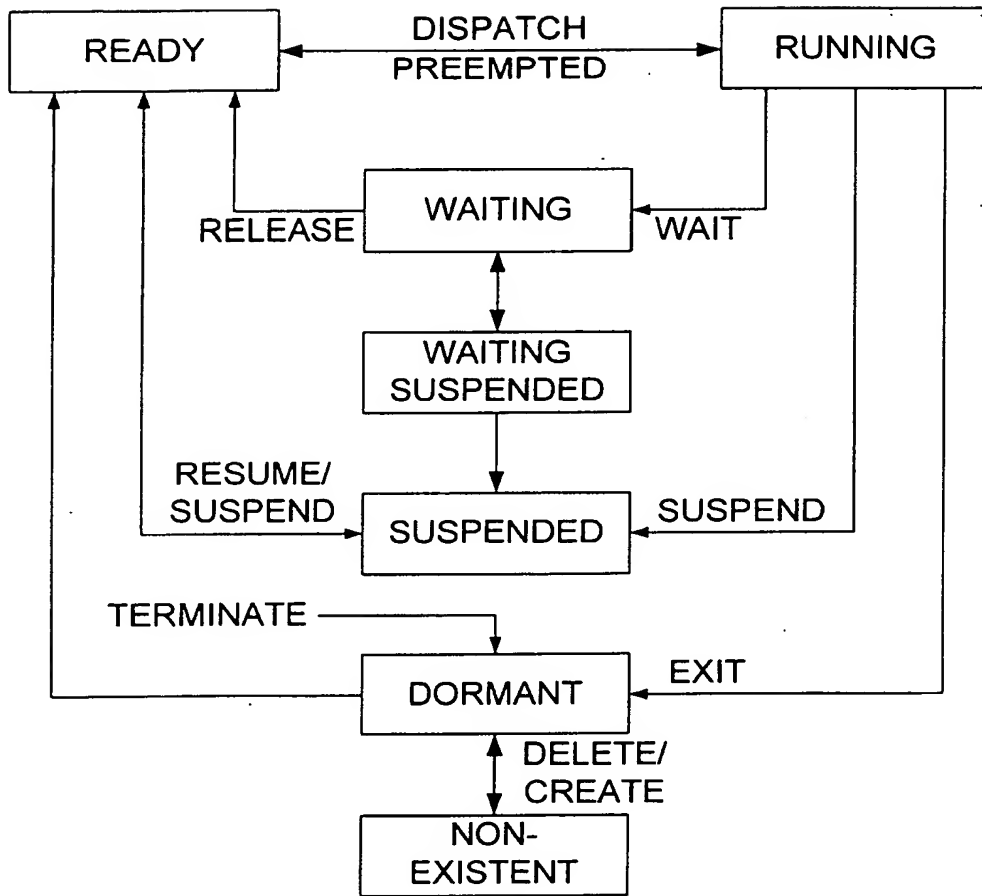 READY
DISPATCH
PREEMPTED
RUNNING
RELEASE
WAITING
WAIT
WAITING
SUSPENDED
RESUME/
SUSPEND
SUSPENDED
SUSPEND
TERMINATE
DORMANT
EXIT
DELETE/
CREATE
NON-
EXISTENT